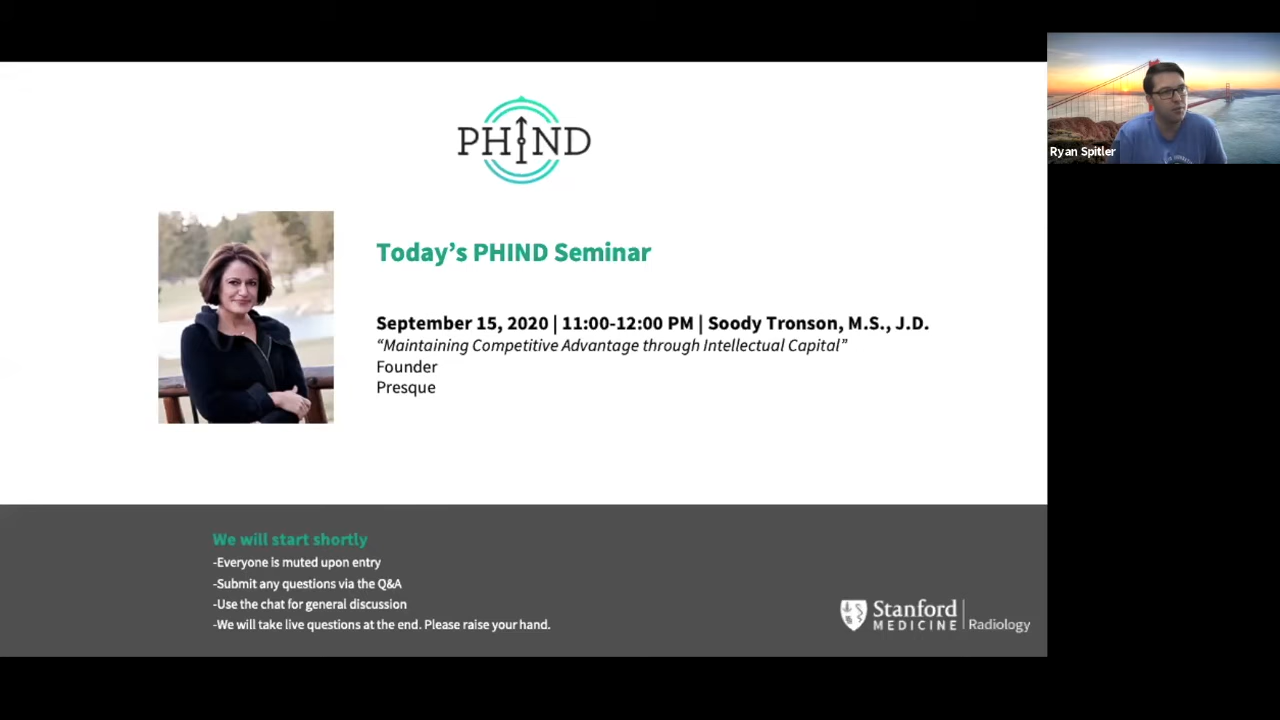 PHIND
Ryan Spitler
Today's PHIND Seminar
September 15, 2020 | 11:00-12:00 PM | Soody Tronson, M.S., J.D.
“Maintaining Competitive Advantage through Intellectual Capital”
Founder
Presque
We will start shortly
-Everyone is muted upon entry
-Submit any questions via the Q&A
-Use the chat for general discussion
-We will take live questions at the end. Please raise your hand.
Stanford
MEDICINE | Radiology